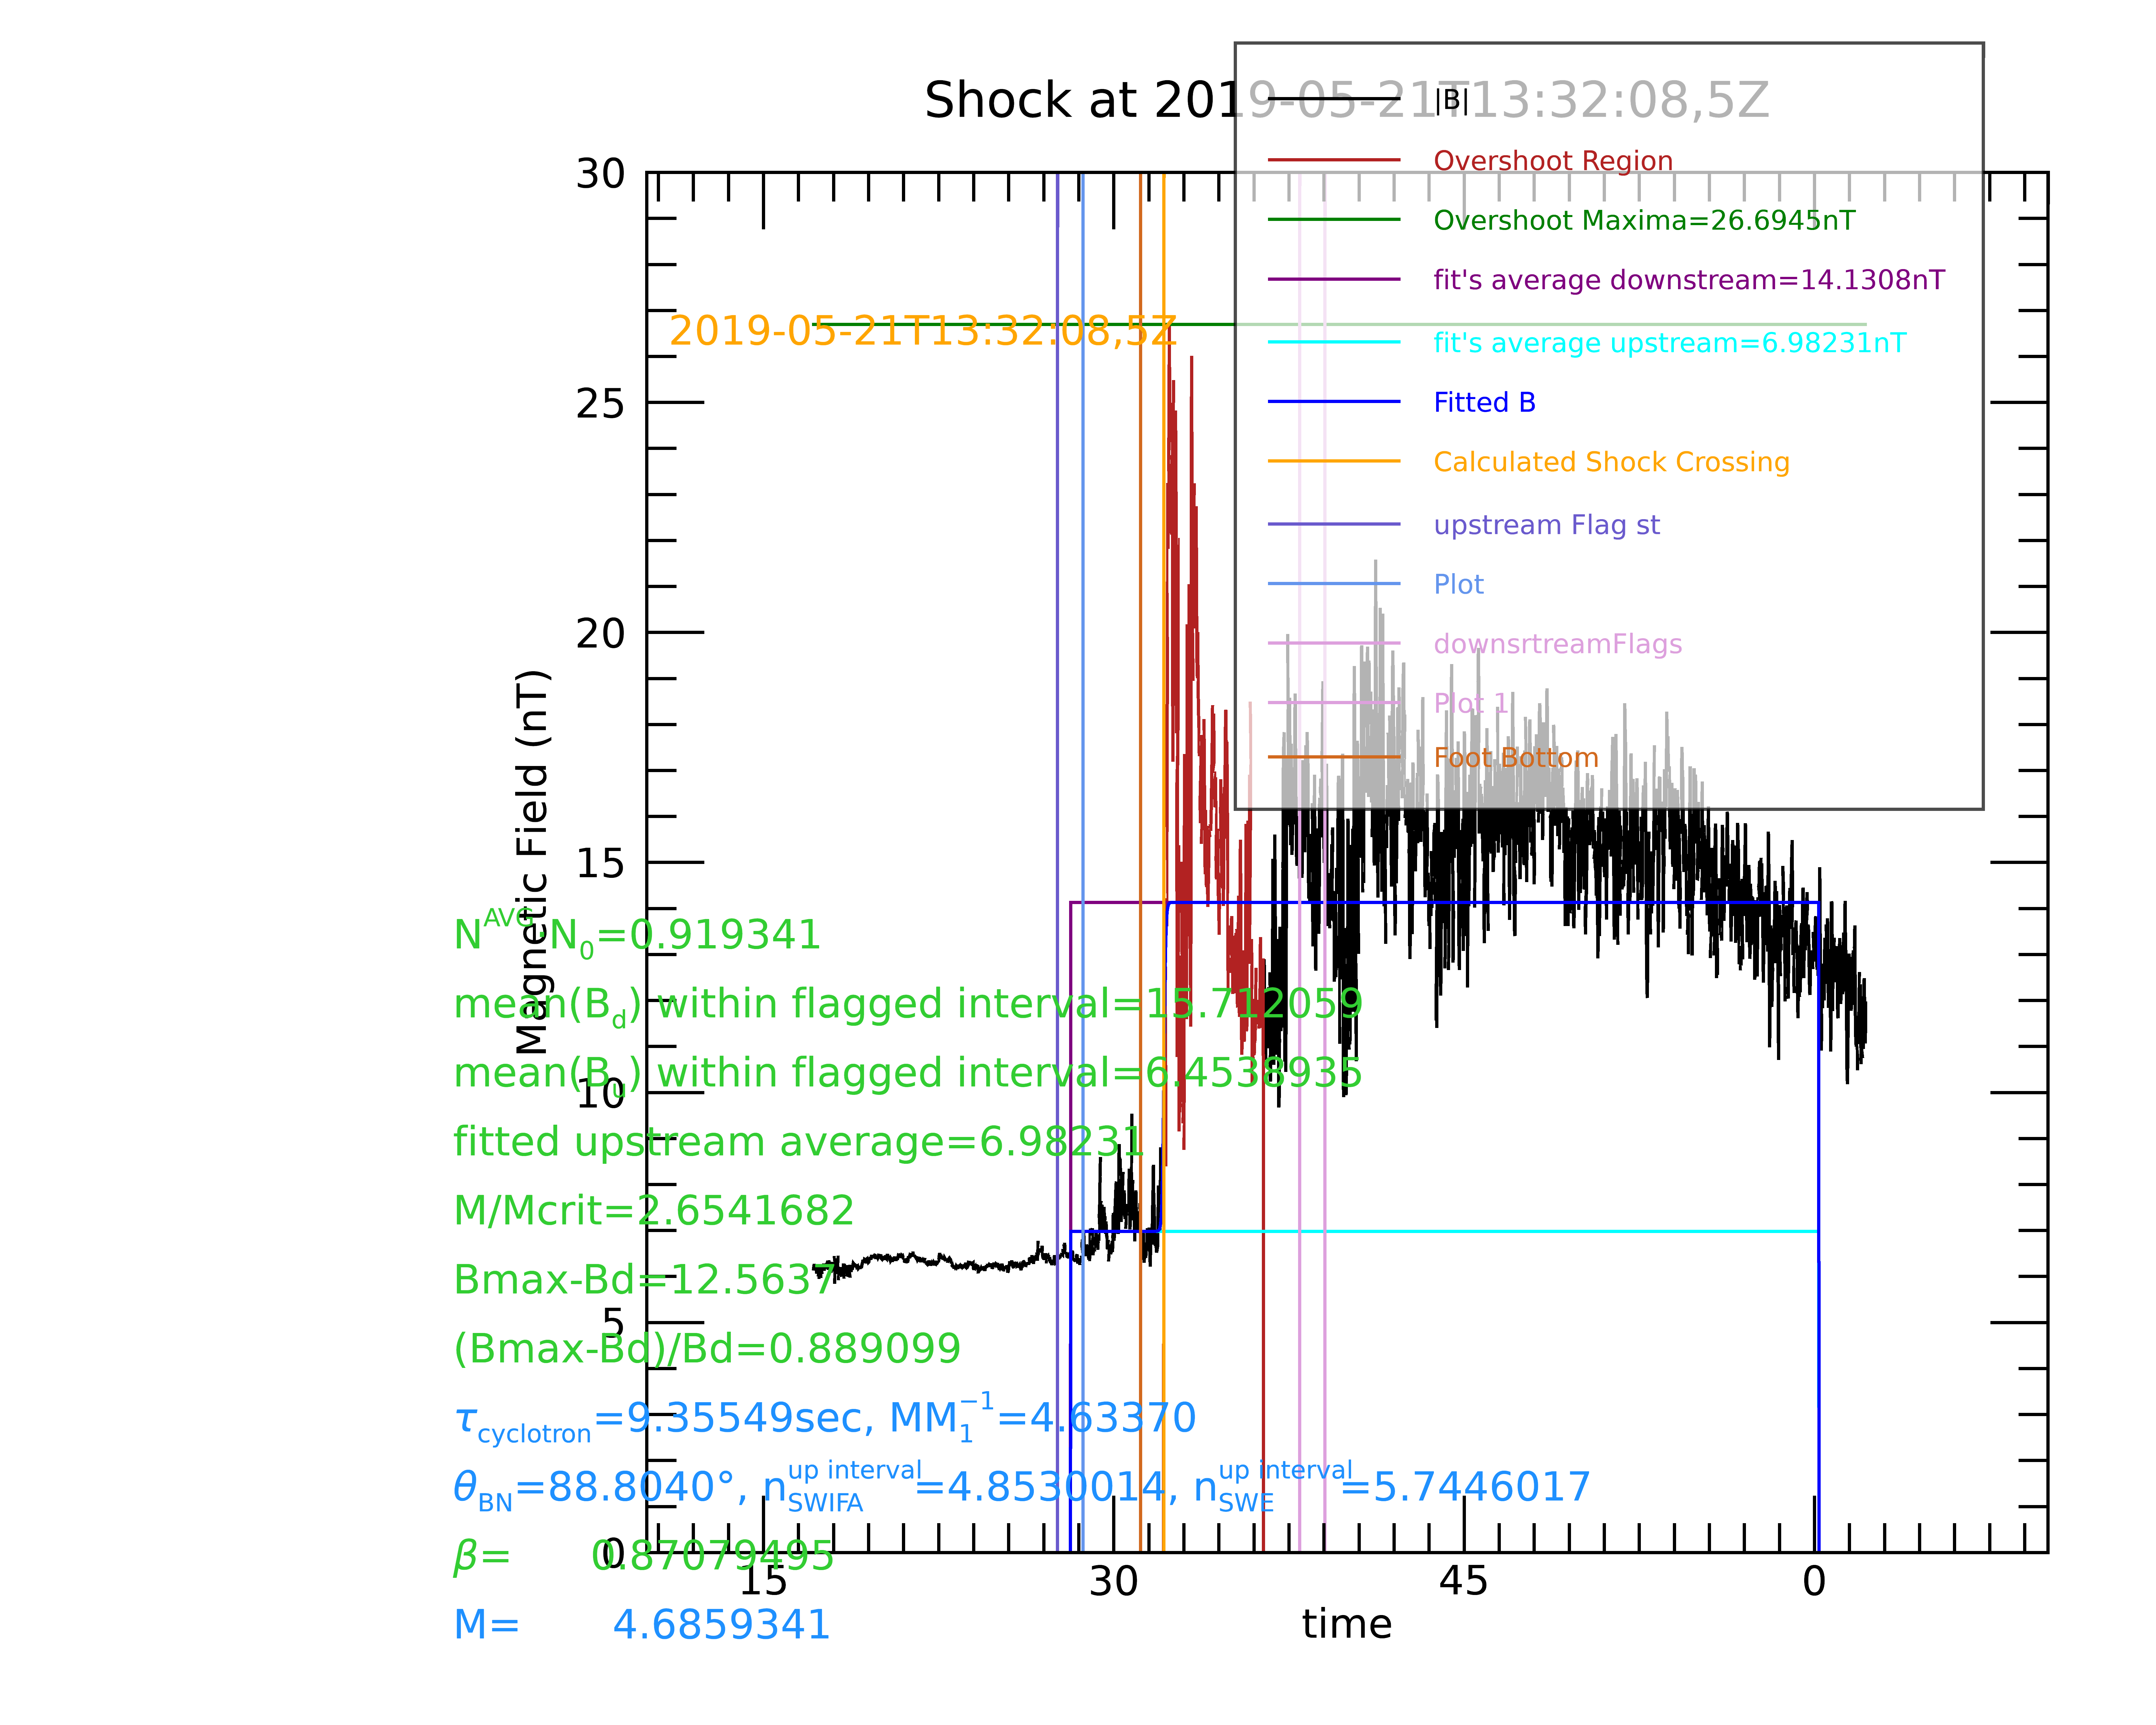 Shock at 2019-05-21T13:32:08,5Z
|B|
Overshoot Region
Overshoot Maxima=26.6945nT
fit's average downstream=14.1308nT
fit's average upstream=6.98231nT
Fitted B
Calculated Shock Crossing
upstream Flag st
Plot
downsrtreamFlags
Plot 1
Foot Bottom
2019-05-21T13:32:08,5Z
30
25
20
15
10
5
0
Magnetic Field (nT)
N^AVG·N_0=0.919341
mean(B_d) within flagged interval=15.712059
mean(B_u) within flagged interval=6.4538935
fitted upstream average=6.98231
M/Mcrit=2.6541682
Bmax-Bd=12.5637
(Bmax-Bd)/Bd=0.889099
τ_cyclotron=9.35549sec, MM_1^−1=4.63370
θ_BN=88.8040°, n_SWIFA^up interval=4.8530014, n_SWE^up interval=5.7446017
β= 0.87079495
M= 4.6859341
15 30 45 0
time